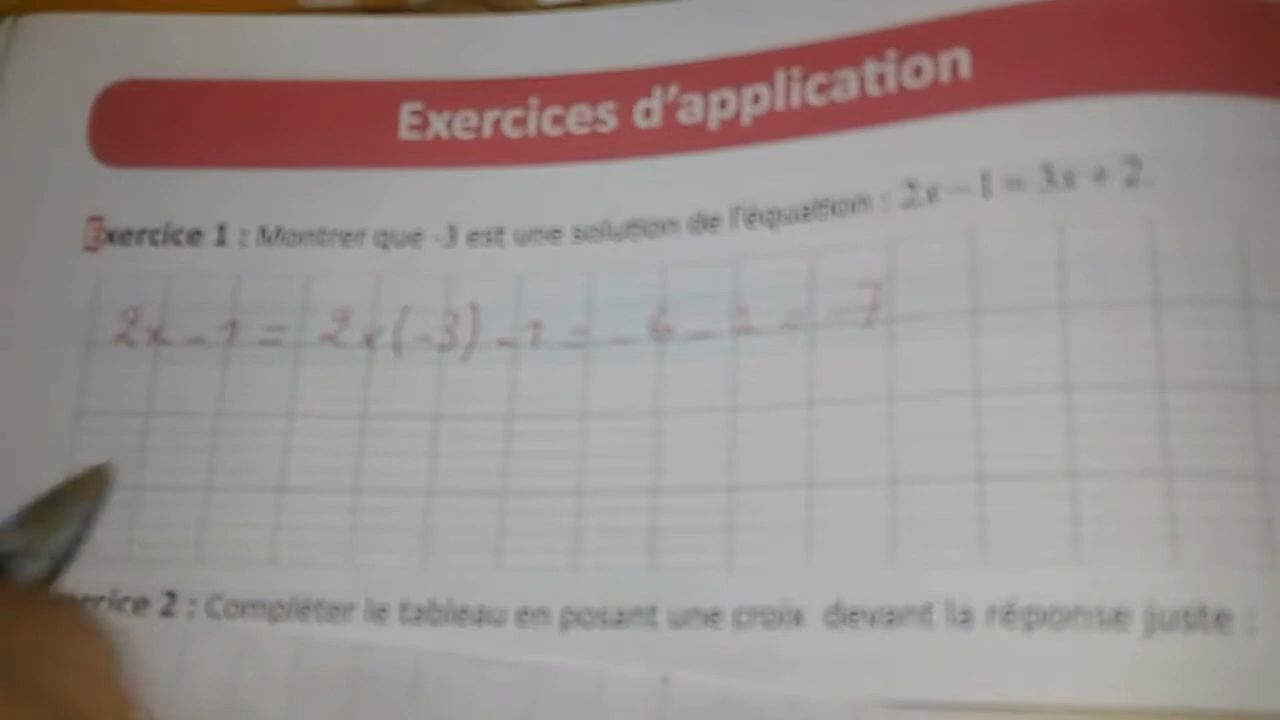 Exercices d'application
Exercice 1 : Montrer que -3 est une solution de l'équation : 2x − 1 = 3x + 2.
2x - 1 = 2x(-3) - 1 = - 6 - 1 = -7
ercice 2 : Compléter le tableau en posant une croix devant la réponse juste :